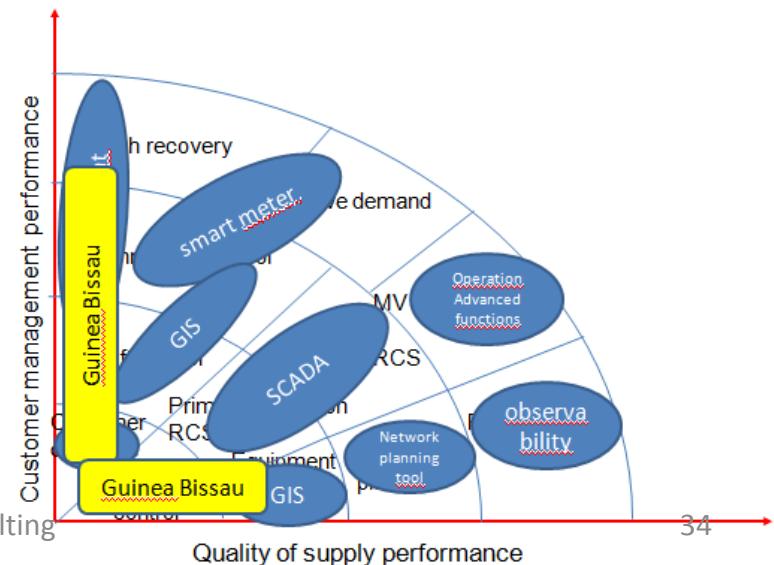 Customer management performance
h recovery
smart meter
ve demand
Guinea Bissau
GIS
SCADA
MV
RCS
Operation
Advanced
functions
observa
bility
Network
planning
tool
RCS
Equipment
Guinea Bissau
GIS
control
lting
34
Quality of supply performance